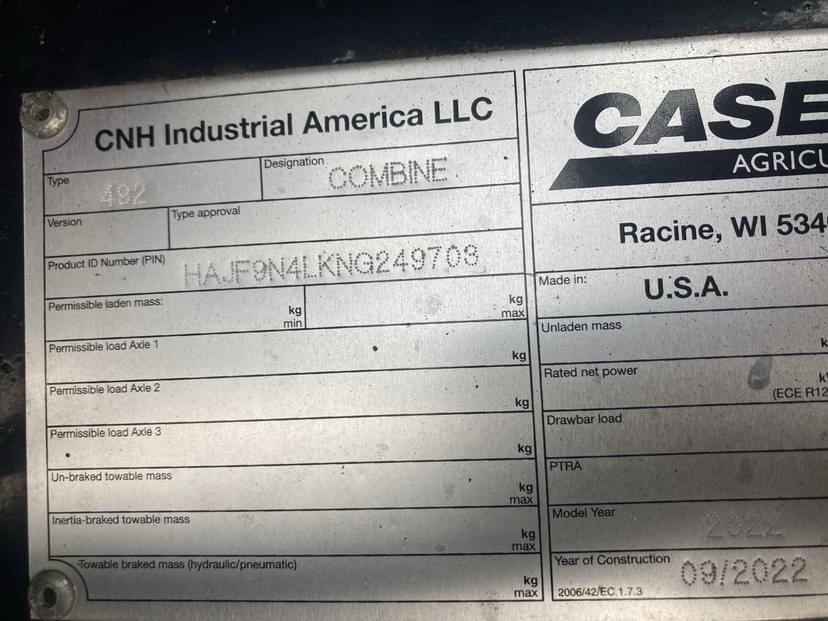 CNH Industrial America LLC
Type
492
Designation
COMBINE
Version
Type approval
Product ID Number (PIN)
HAJF9N4LKNG249703
Permissible laden mass:
kg
min
kg
max
Permissible load Axle 1
kg
Permissible load Axle 2
kg
Permissible load Axle 3
kg
Un-braked towable mass
kg
max
Inertia-braked towable mass
kg
max
Towable braked mass (hydraulic/pneumatic)
kg
max
CASE
AGRICU
Racine, WI 534
Made in:
U.S.A.
Unladen mass
k
Rated net power
k
(ECE R12
Drawbar load
PTRA
Model Year
2022
Year of Construction
09/2022
2006/42/EC.1.7.3